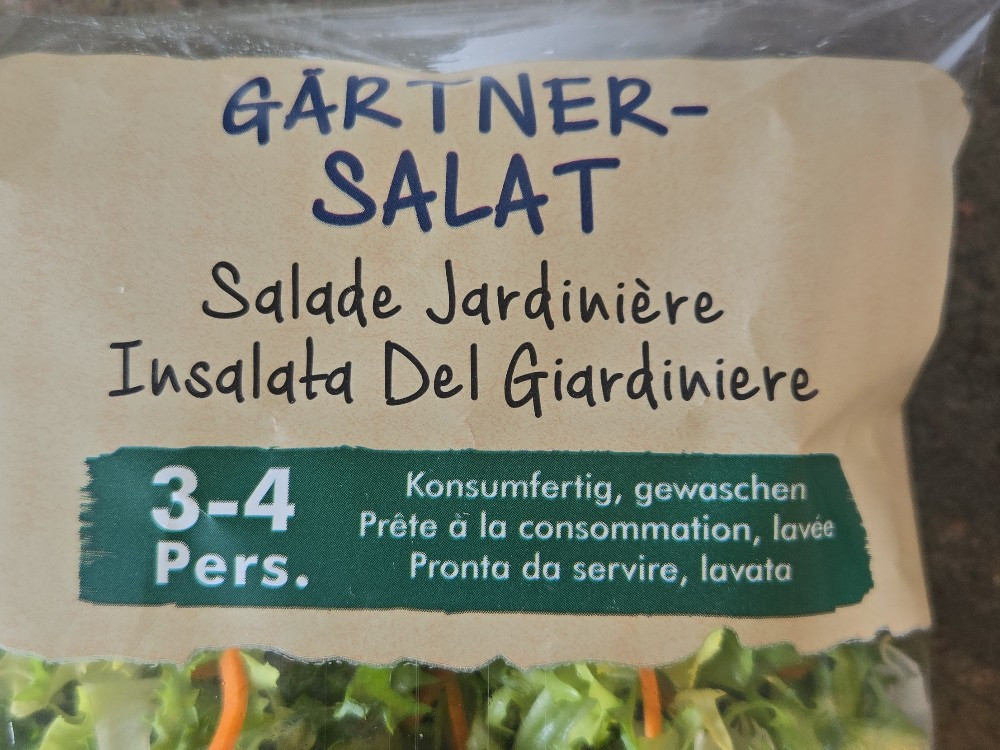 GÄRTNER-
SALAT
Salade Jardinière
Insalata Del Giardiniere
3-4
Pers.
Konsumfertig, gewaschen
Prête à la consommation, lavée
Pronta da servire, lavata